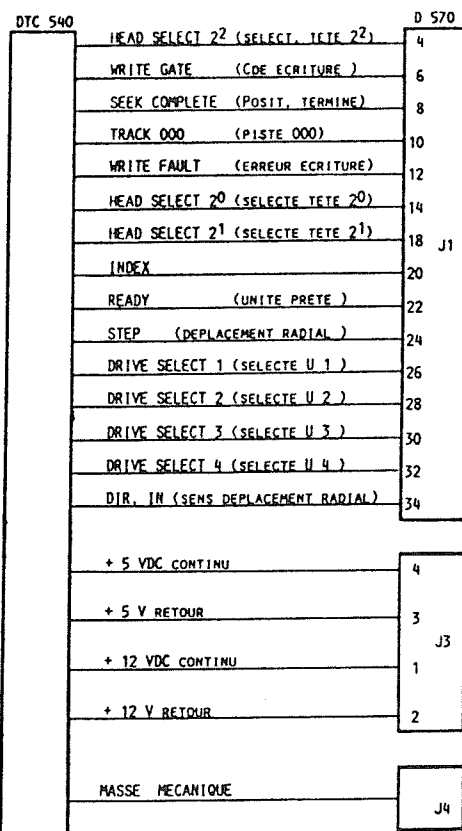 DTC 540 D 570
HEAD SELECT 2² (SELECT. TETE 2²) 4
WRITE GATE (CDE ECRITURE ) 6
SEEK COMPLETE (POSIT. TERMINE) 8
TRACK 000 (PISTE 000) 10
WRITE FAULT (ERREUR ECRITURE) 12
HEAD SELECT 2⁰ (SELECTE TETE 2⁰) 14
HEAD SELECT 2¹ (SELECTE TETE 2¹) 18
J1
INDEX 20
READY (UNITE PRETE ) 22
STEP (DEPLACEMENT RADIAL ) 24
DRIVE SELECT 1 (SELECTE U 1 ) 26
DRIVE SELECT 2 (SELECTE U 2 ) 28
DRIVE SELECT 3 (SELECTE U 3 ) 30
DRIVE SELECT 4 (SELECTE U 4 ) 32
DIR. IN (SENS DEPLACEMENT RADIAL) 34
+ 5 VDC CONTINU 4
+ 5 V RETOUR 3
J3
+ 12 VDC CONTINU 1
+ 12 V RETOUR 2
MASSE MECANIQUE
J4